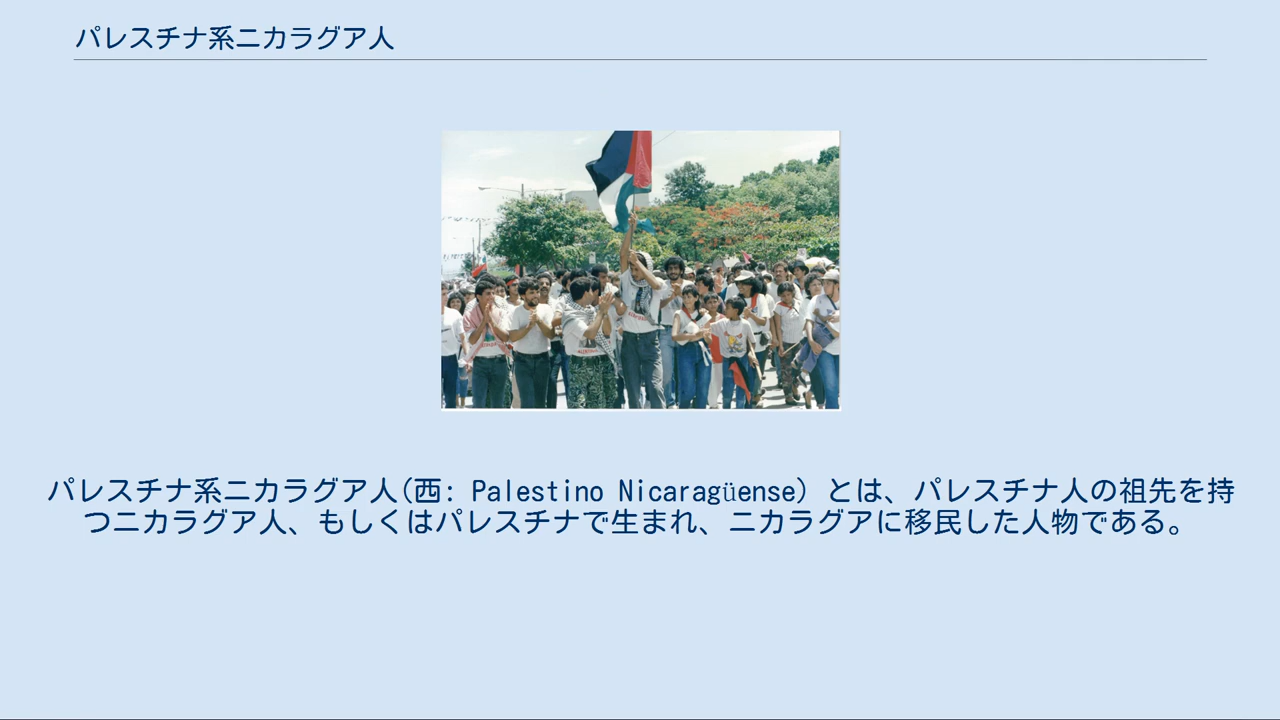 パレスチナ系ニカラグア人
パレスチナ系ニカラグア人(西: Palestino Nicaragüense) とは、パレスチナ人の祖先を持
つニカラグア人、もしくはパレスチナで生まれ、ニカラグアに移民した人物である。